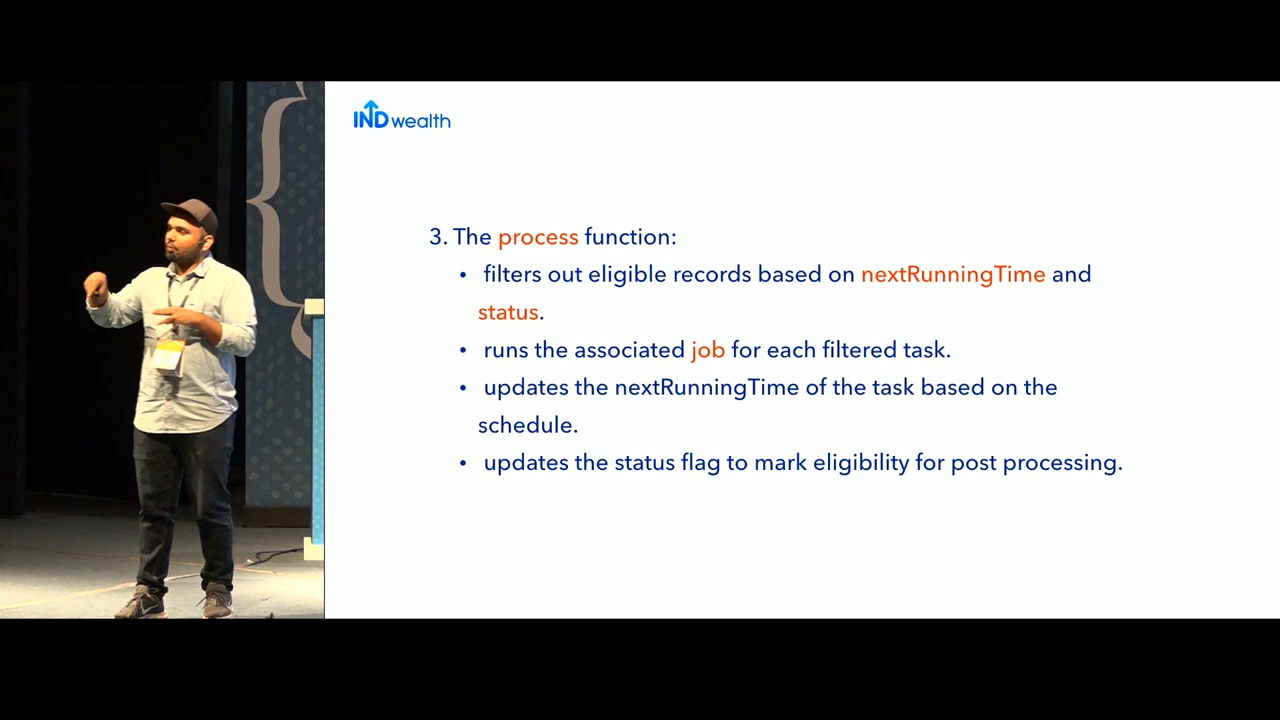 IND wealth
3. The process function:
• filters out eligible records based on nextRunningTime and
status.
• runs the associated job for each filtered task.
• updates the nextRunningTime of the task based on the
schedule.
• updates the status flag to mark eligibility for post processing.